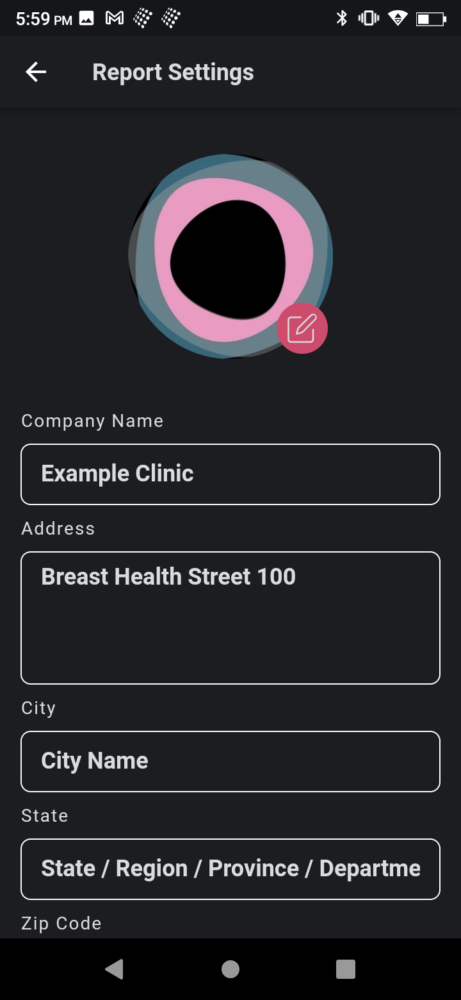 5:59 PM
Report Settings
Company Name
Example Clinic
Address
Breast Health Street 100
City
City Name
State
State / Region / Province / Departme
Zip Code